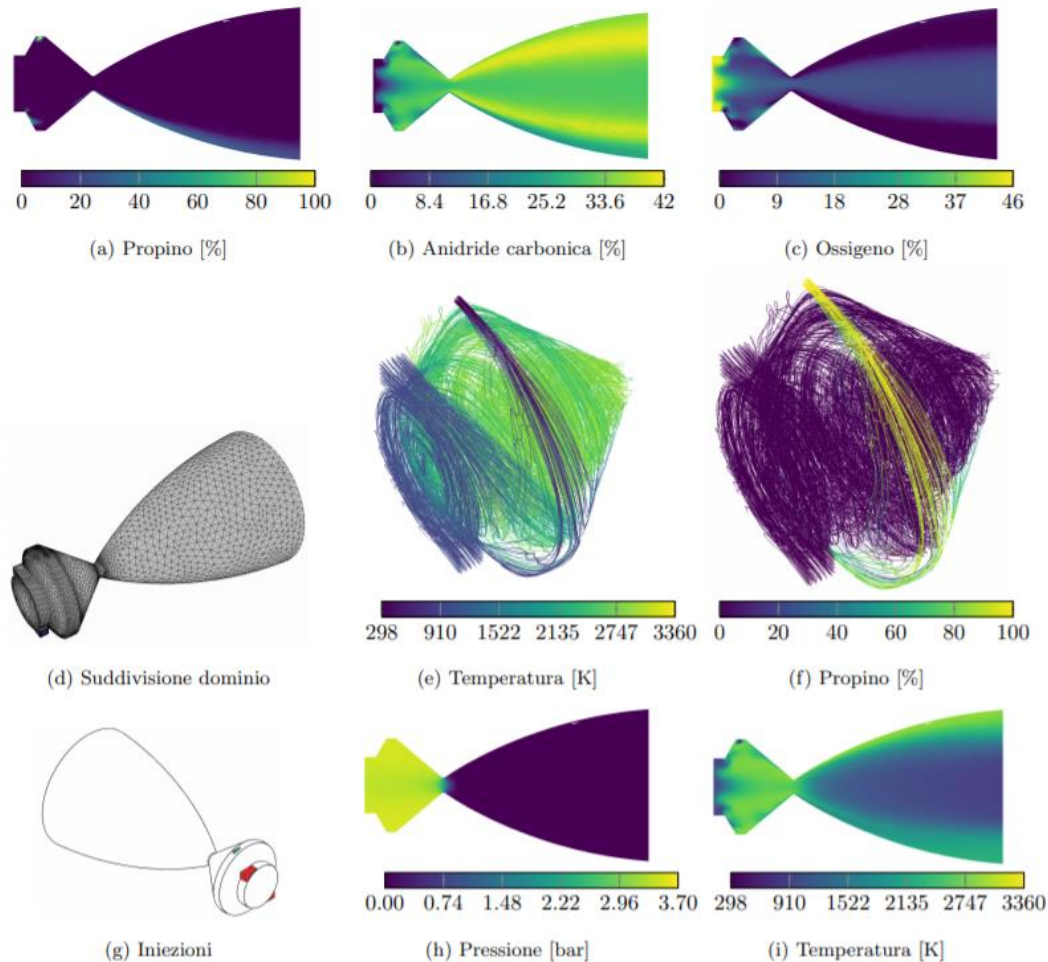 0 20 40 60 80 100
0 8.4 16.8 25.2 33.6 42
0 9 18 28 37 46
(a) Propino [%]
(b) Anidride carbonica [%]
(c) Ossigeno [%]
298 910 1522 2135 2747 3360
0 20 40 60 80 100
(d) Suddivisione dominio
(e) Temperatura [K]
(f) Propino [%]
0.00 0.74 1.48 2.22 2.96 3.70
298 910 1522 2135 2747 3360
(g) Iniezioni
(h) Pressione [bar]
(i) Temperatura [K]